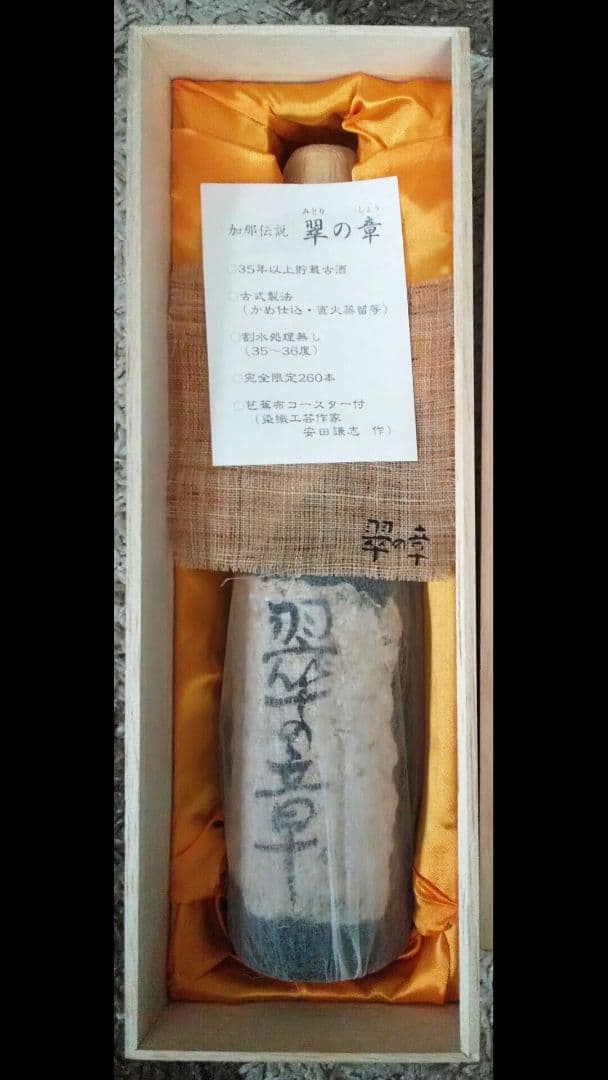 みどり しょう
加那伝説 翠の章
○35年以上貯蔵古酒
○古式製法
(かめ仕込・直火蒸留等)
○割水処理無し
(35～36度)
○完全限定260本
○芭蕉布コースター付
(染織工芸作家
安田謙志 作)
翠の章
翠の章